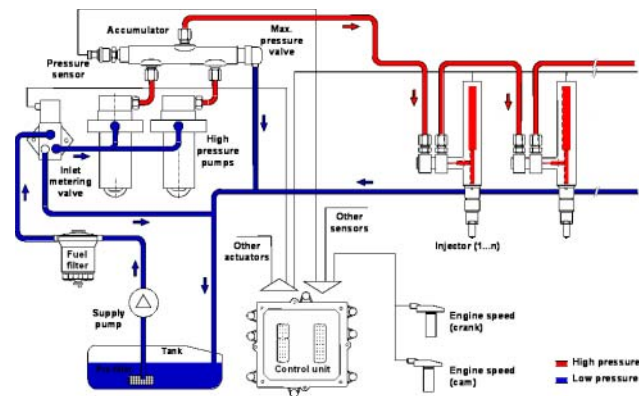 Accumulator
Max.
pressure
valve
Pressure
sensor
High
pressure
pumps
Inlet
metering
valve
Fuel
filter
Other
actuators
Other
sensors
Injector (1...n)
Supply
pump
Tank
Control unit
Engine speed
(crank)
Engine speed
(cam)
High pressure
Low pressure